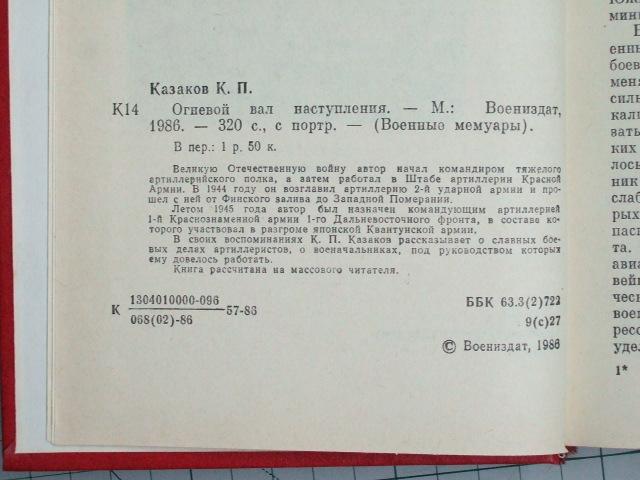 Казаков К. П.
К14 Огневой вал наступления. — М.: Воениздат,
1986. — 320 с., с портр. — (Военные мемуары).
В пер.: 1 р. 50 к.
Великую Отечественную войну автор начал командиром тяжелого
артиллерийского полка, а затем работал в Штабе артиллерии Красной
Армии. В 1944 году он возглавил артиллерию 2-й ударной армии и про-
шел с ней от Финского залива до Западной Померании.
Летом 1945 года автор был назначен командующим артиллерией
1-й Краснознаменной армии 1-го Дальневосточного фронта, в составе ко-
торого участвовал в разгроме японской Квантунской армии.
В своих воспоминаниях К. П. Казаков рассказывает о славных бое-
вых делах артиллеристов, о военачальниках, под руководством которых
ему довелось работать.
Книга рассчитана на массового читателя.
К 1304010000-096
068(02)-86
57-86
ББК 63.3(2)722
9(с)27
© Воениздат, 1986
1*